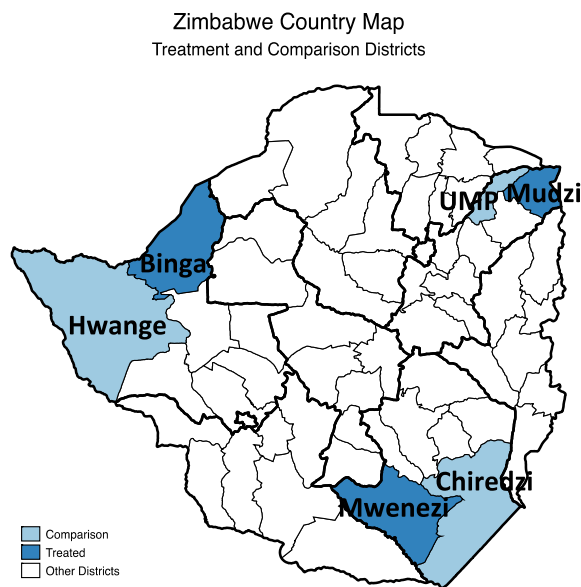 Zimbabwe Country Map
Treatment and Comparison Districts
UMP
Mudzi
Binga
Hwange
Chiredzi
Mwenezi
Comparison
Treated
Other Districts